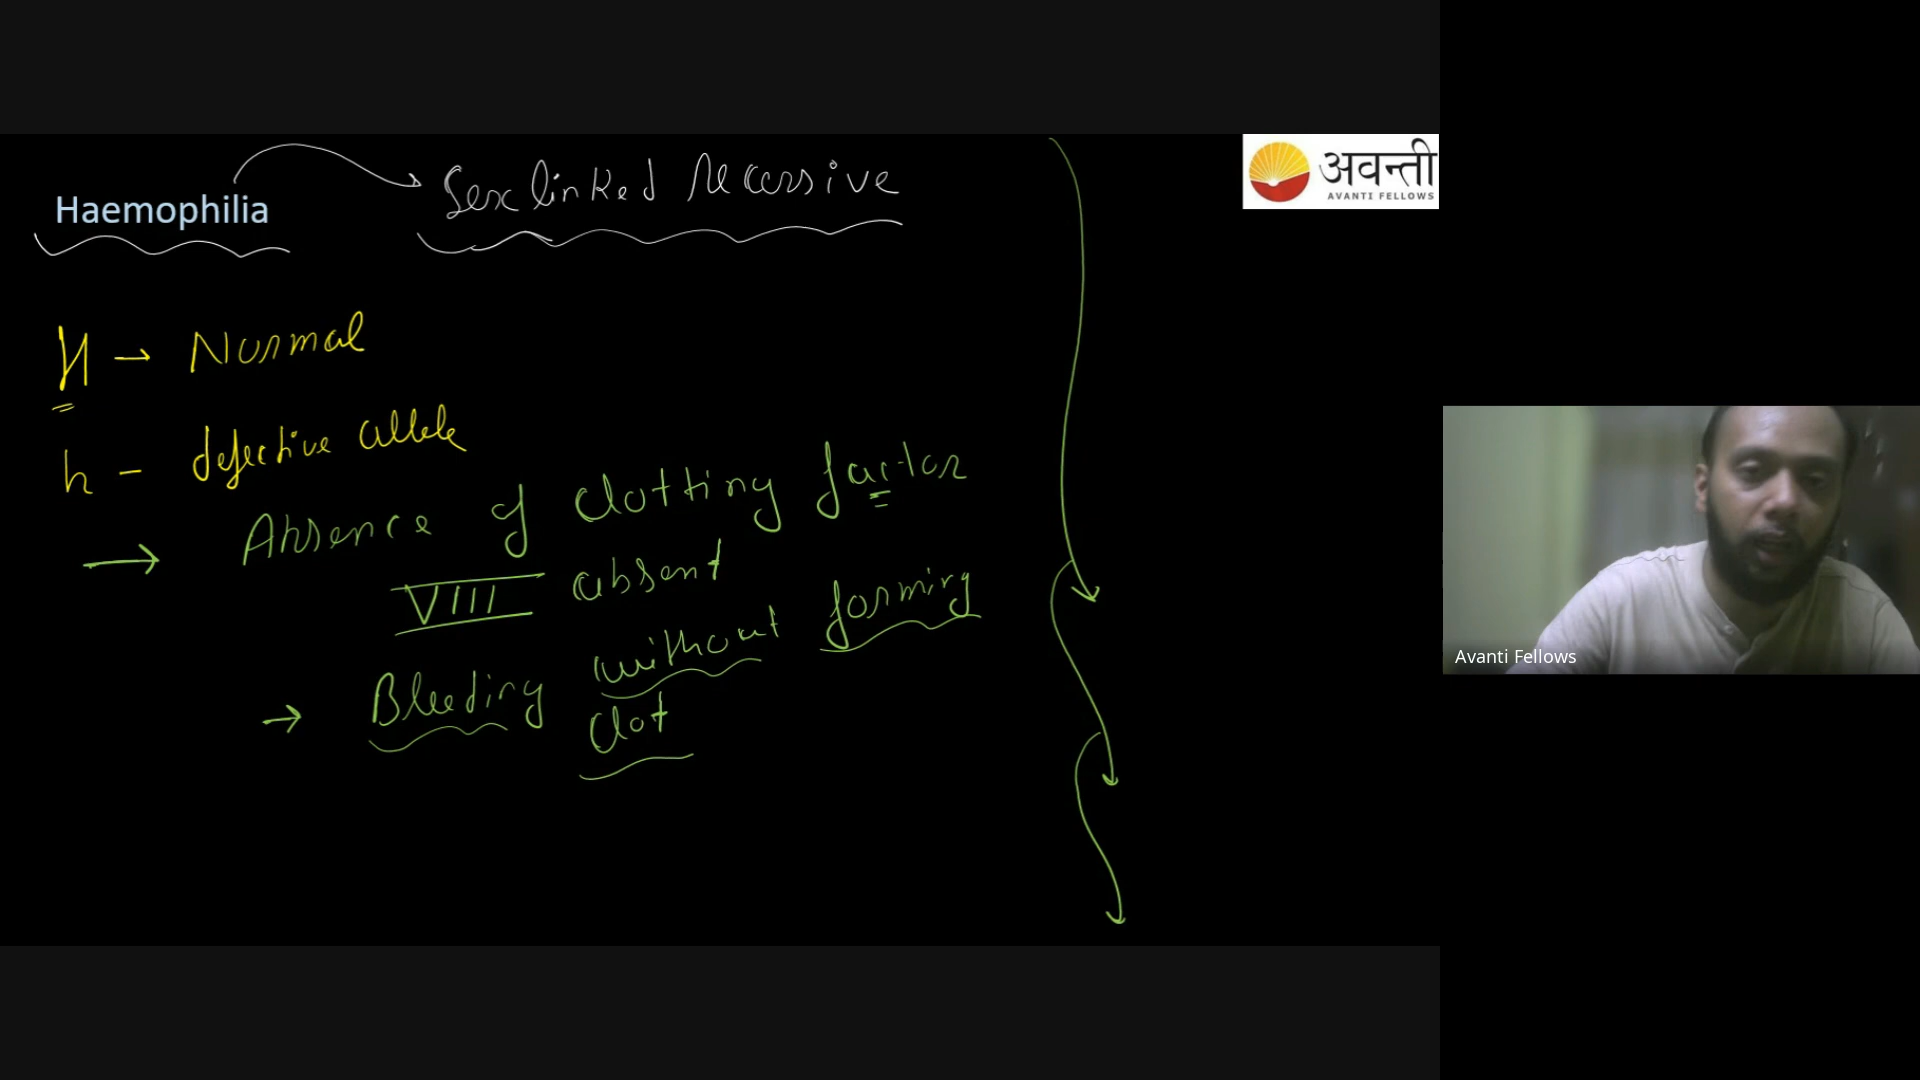 Haemophilia
Sex linked recessive
अवन्ती
AVANTI FELLOWS
H → Normal
h - defective allele
→ Absence of clotting factor
VIII absent
→ Bleeding without forming
clot
Avanti Fellows